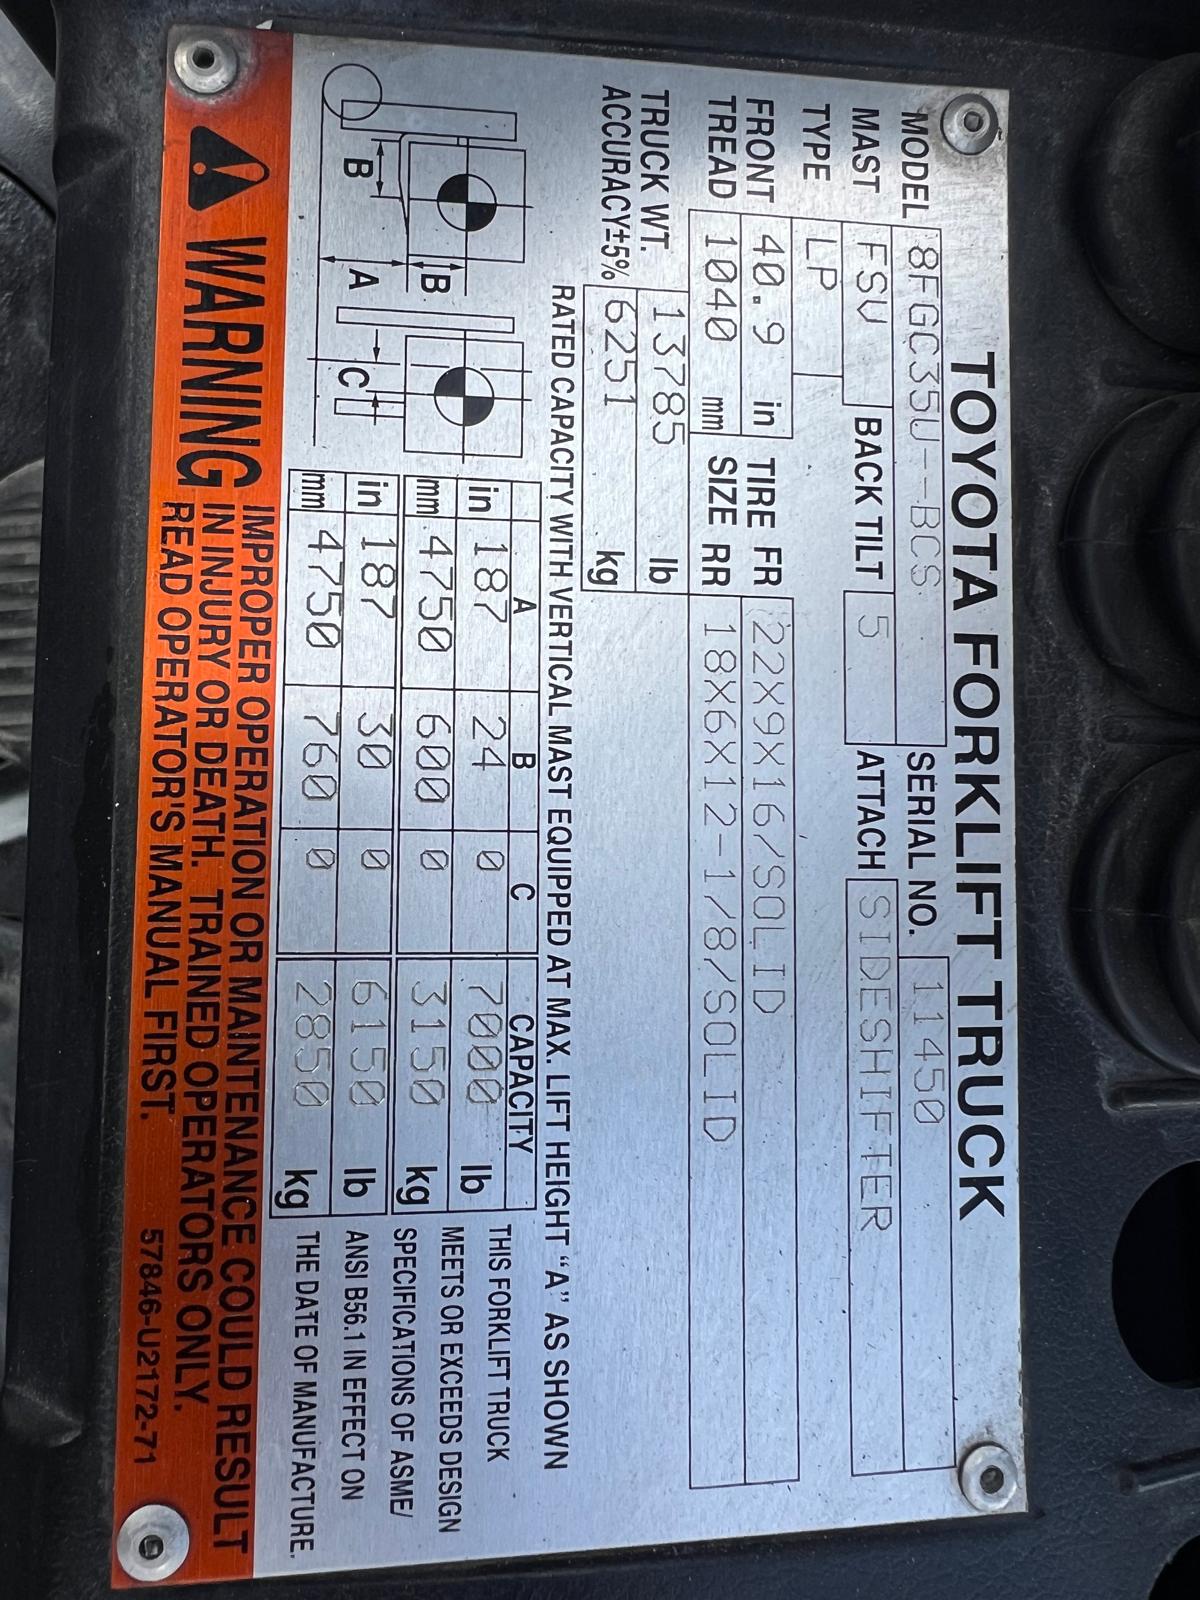 TOYOTA FORKLIFT TRUCK
MODEL 8FGC35U--BCS SERIAL NO. 11450
MAST FSV BACK TILT 5 ATTACH SIDESHIFTER
TYPE LP
FRONT 40.9 in TIRE FR 22X9X16/SOLID
TREAD 1040 mm SIZE RR 18X6X12-1/8/SOLID
TRUCK WT. 13785 lb
ACCURACY±5% 6251 kg
RATED CAPACITY WITH VERTICAL MAST EQUIPPED AT MAX. LIFT HEIGHT “A” AS SHOWN
A B C CAPACITY
in 187 24 0 7000 lb
mm 4750 600 0 3150 kg
in 187 30 0 6150 lb
mm 4750 760 0 2850 kg
B
B
A
C
THIS FORKLIFT TRUCK
MEETS OR EXCEEDS DESIGN
SPECIFICATIONS OF ASME/
ANSI B56.1 IN EFFECT ON
THE DATE OF MANUFACTURE.
WARNING
IMPROPER OPERATION OR MAINTENANCE COULD RESULT
IN INJURY OR DEATH. TRAINED OPERATORS ONLY.
READ OPERATOR'S MANUAL FIRST.
57846-U2172-71